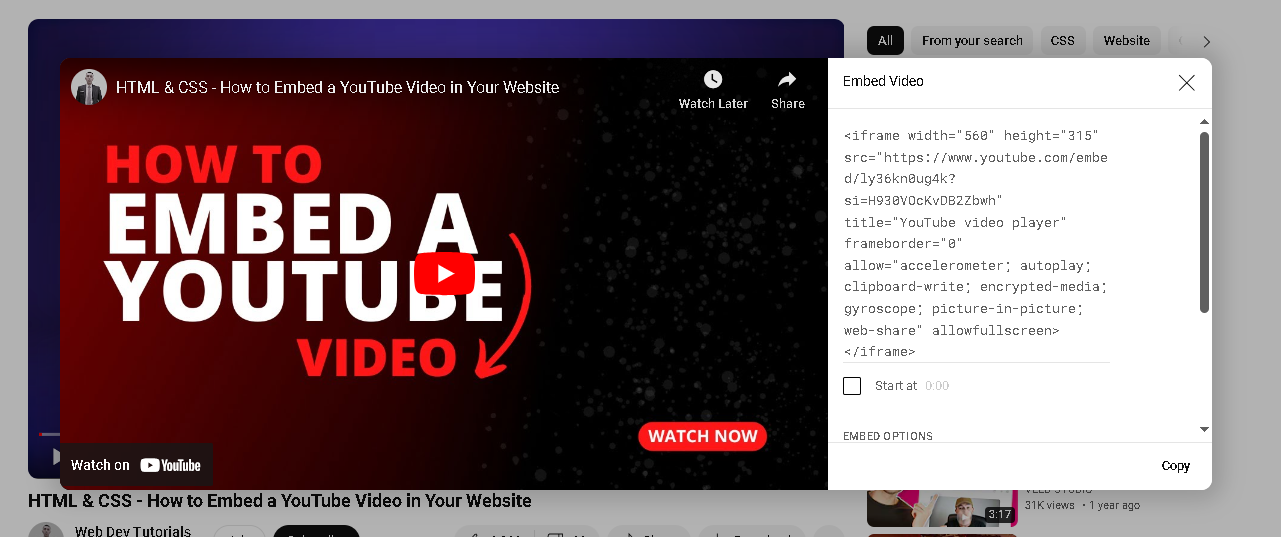 All
From your search
CSS
Website
HTML & CSS - How to Embed a YouTube Video in Your Website
Watch Later
Share
HOW TO
EMBED A
YOUTUBE
VIDEO
WATCH NOW
Watch on YouTube
Embed Video
<iframe width="560" height="315"
src="https://www.youtube.com/embe
d/ly36kn0ug4k?
si=H930VOcKvDB2Zbwh"
title="YouTube video player"
frameborder="0"
allow="accelerometer; autoplay;
clipboard-write; encrypted-media;
gyroscope; picture-in-picture;
web-share" allowfullscreen>
</iframe>
Start at 0:00
EMBED OPTIONS
Copy
HTML & CSS - How to Embed a YouTube Video in Your Website
Web Dev Tutorials
31K views • 1 year ago
3:17